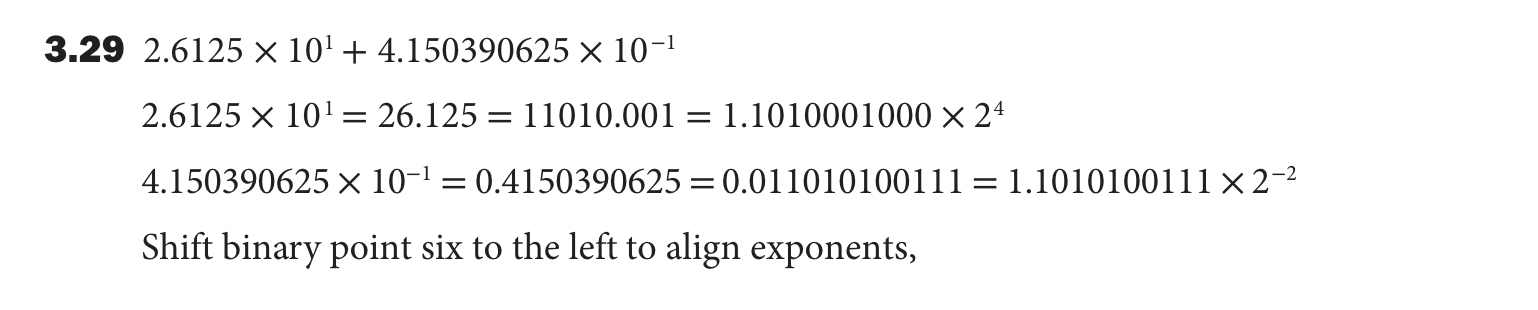 3.29 2.6125 × 10¹ + 4.150390625 × 10⁻¹
2.6125 × 10¹ = 26.125 = 11010.001 = 1.1010001000 × 2⁴
4.150390625 × 10⁻¹ = 0.4150390625 = 0.011010100111 = 1.1010100111 × 2⁻²
Shift binary point six to the left to align exponents,